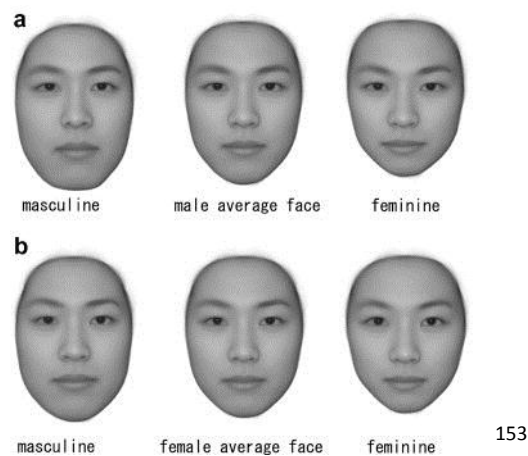 a
masculine male average face feminine
b
masculine female average face feminine
153